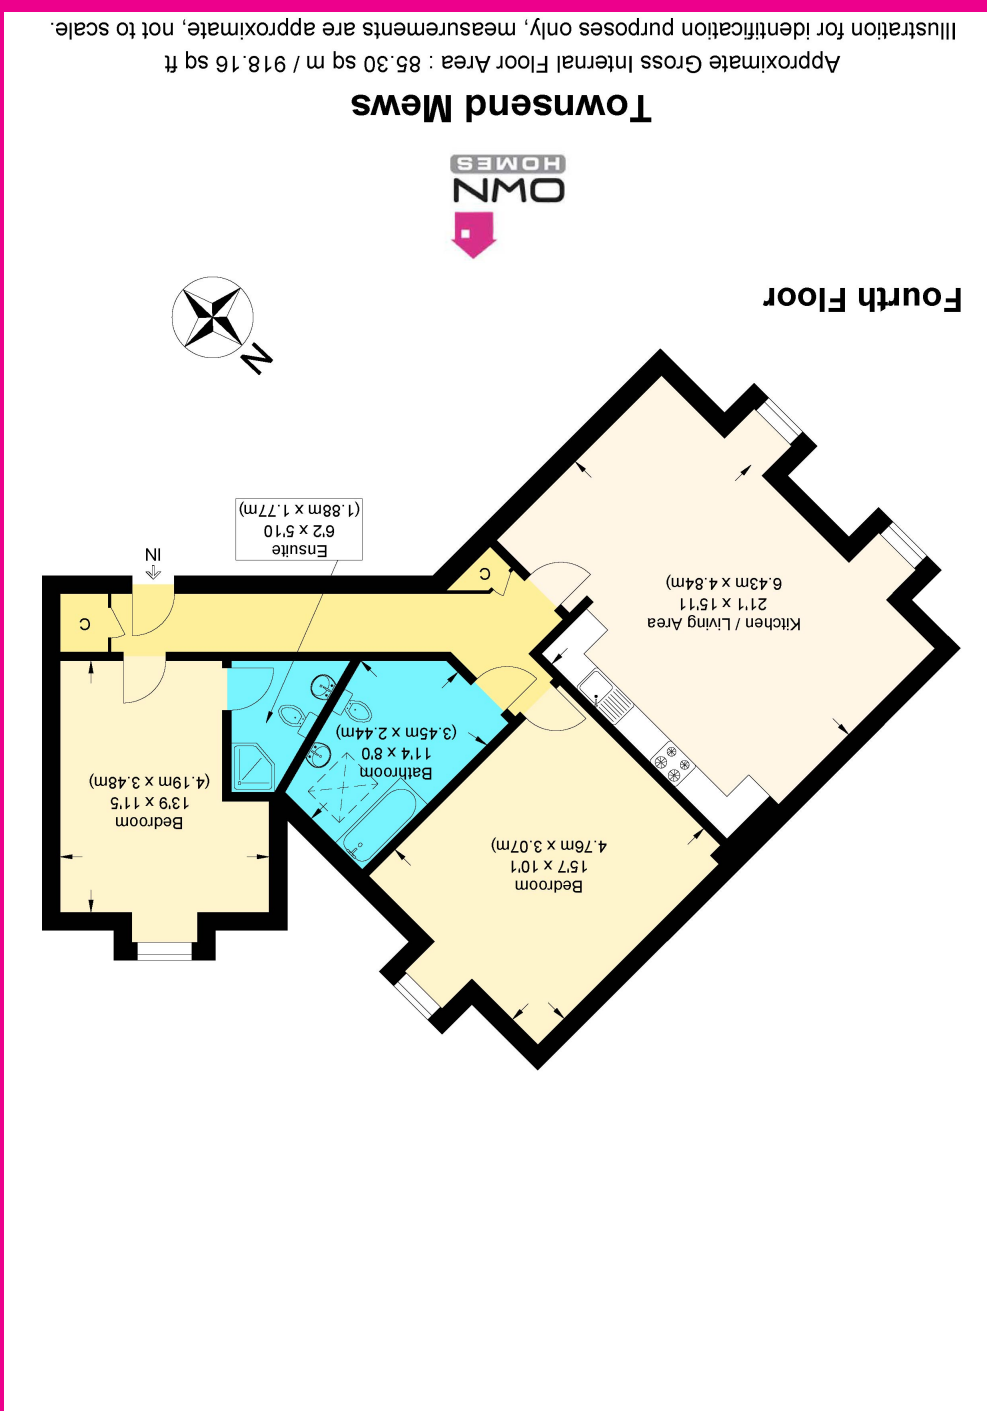 Fourth Floor
Kitchen / Living Area
21'1 x 15'11
6.43m x 4.84m)
Bedroom
15'7 x 10'1
4.76m x 3.07m)
Bathroom
11'4 x 8'0
(3.45m x 2.44m)
Bedroom
13'9 x 11'5
(4.19m x 3.48m)
Ensuite
6'2 x 5'10
(1.88m x 1.77m)
C
C
IN
N
OWN
HOMES
Townsend Mews
Approximate Gross Internal Floor Area : 85.30 sq m / 918.16 sq ft
Illustration for identification purposes only, measurements are approximate, not to scale.